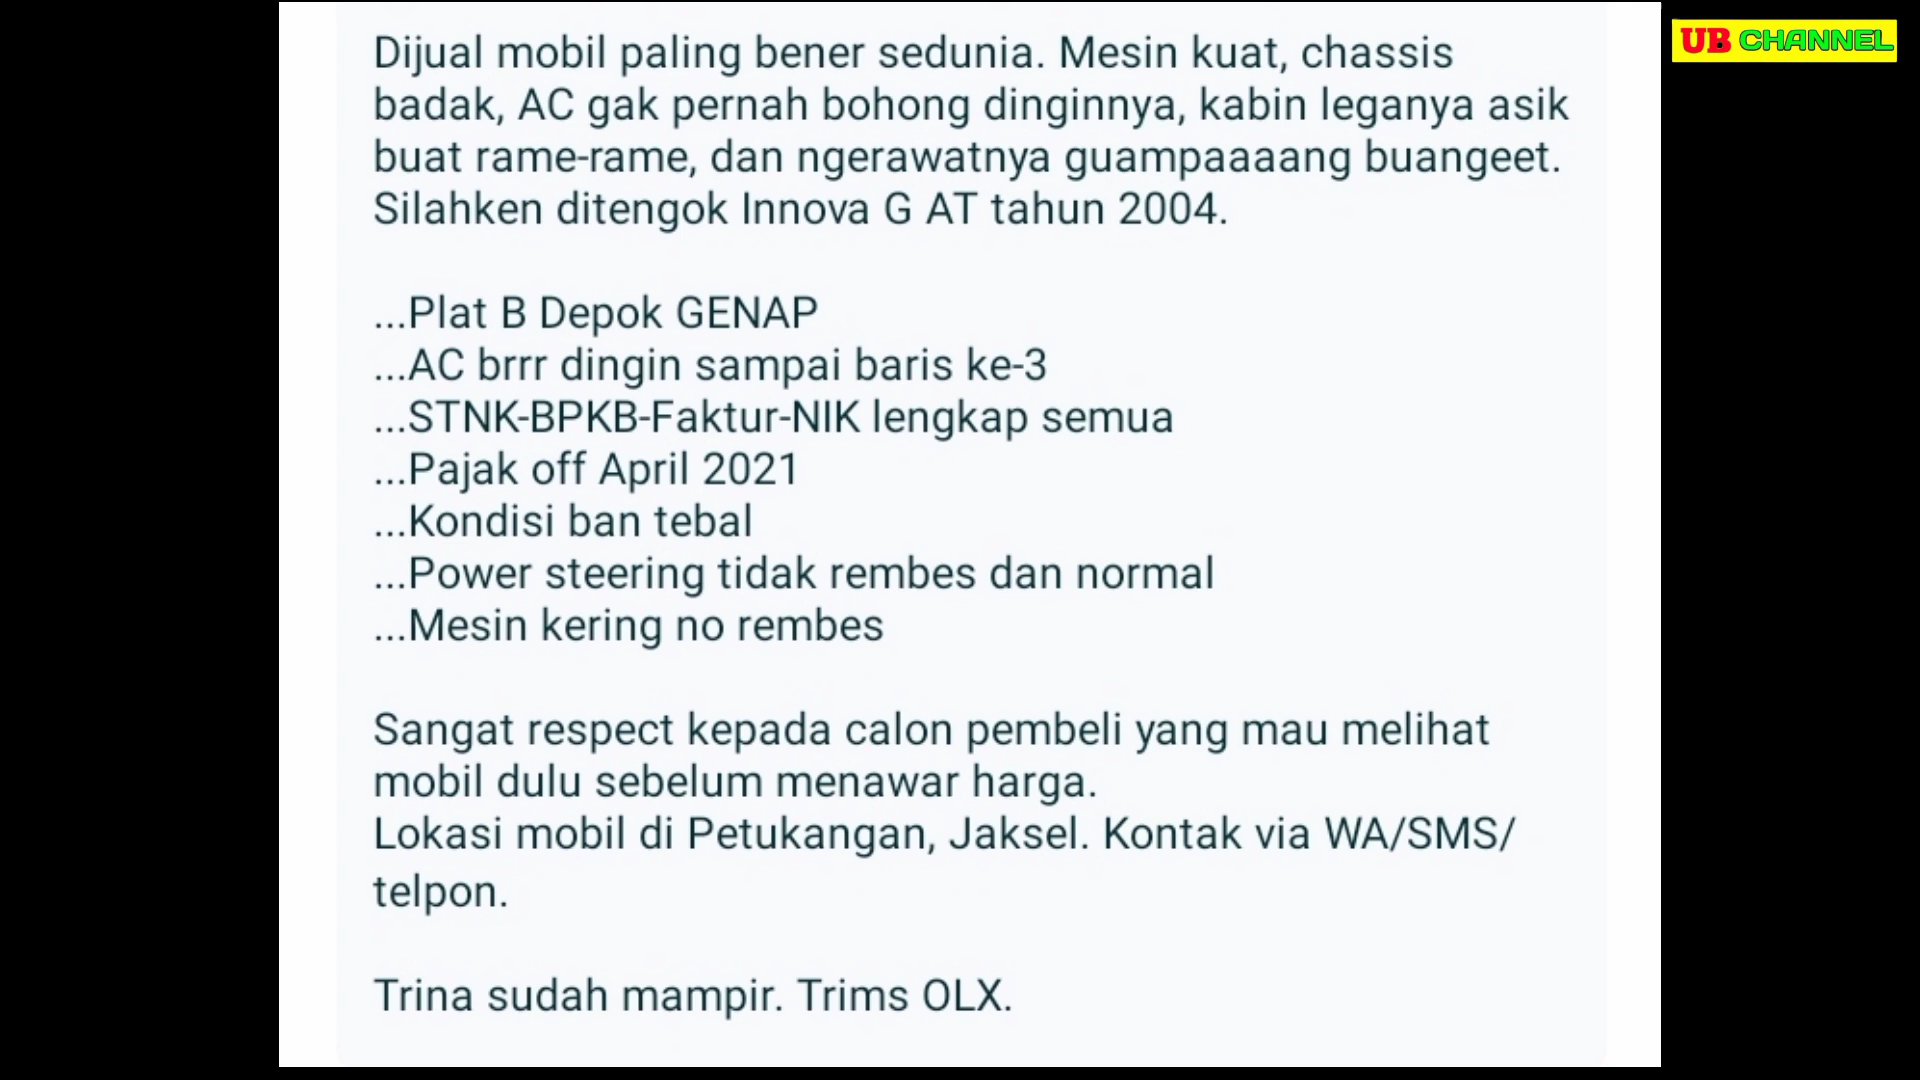 Dijual mobil paling bener sedunia. Mesin kuat, chassis
badak, AC gak pernah bohong dinginnya, kabin leganya asik
buat rame-rame, dan ngerawatnya guampaaaang buangeet.
Silahken ditengok Innova G AT tahun 2004.
...Plat B Depok GENAP
...AC brrr dingin sampai baris ke-3
...STNK-BPKB-Faktur-NIK lengkap semua
...Pajak off April 2021
...Kondisi ban tebal
...Power steering tidak rembes dan normal
...Mesin kering no rembes
Sangat respect kepada calon pembeli yang mau melihat
mobil dulu sebelum menawar harga.
Lokasi mobil di Petukangan, Jaksel. Kontak via WA/SMS/
telpon.
Trina sudah mampir. Trims OLX.
UB CHANNEL